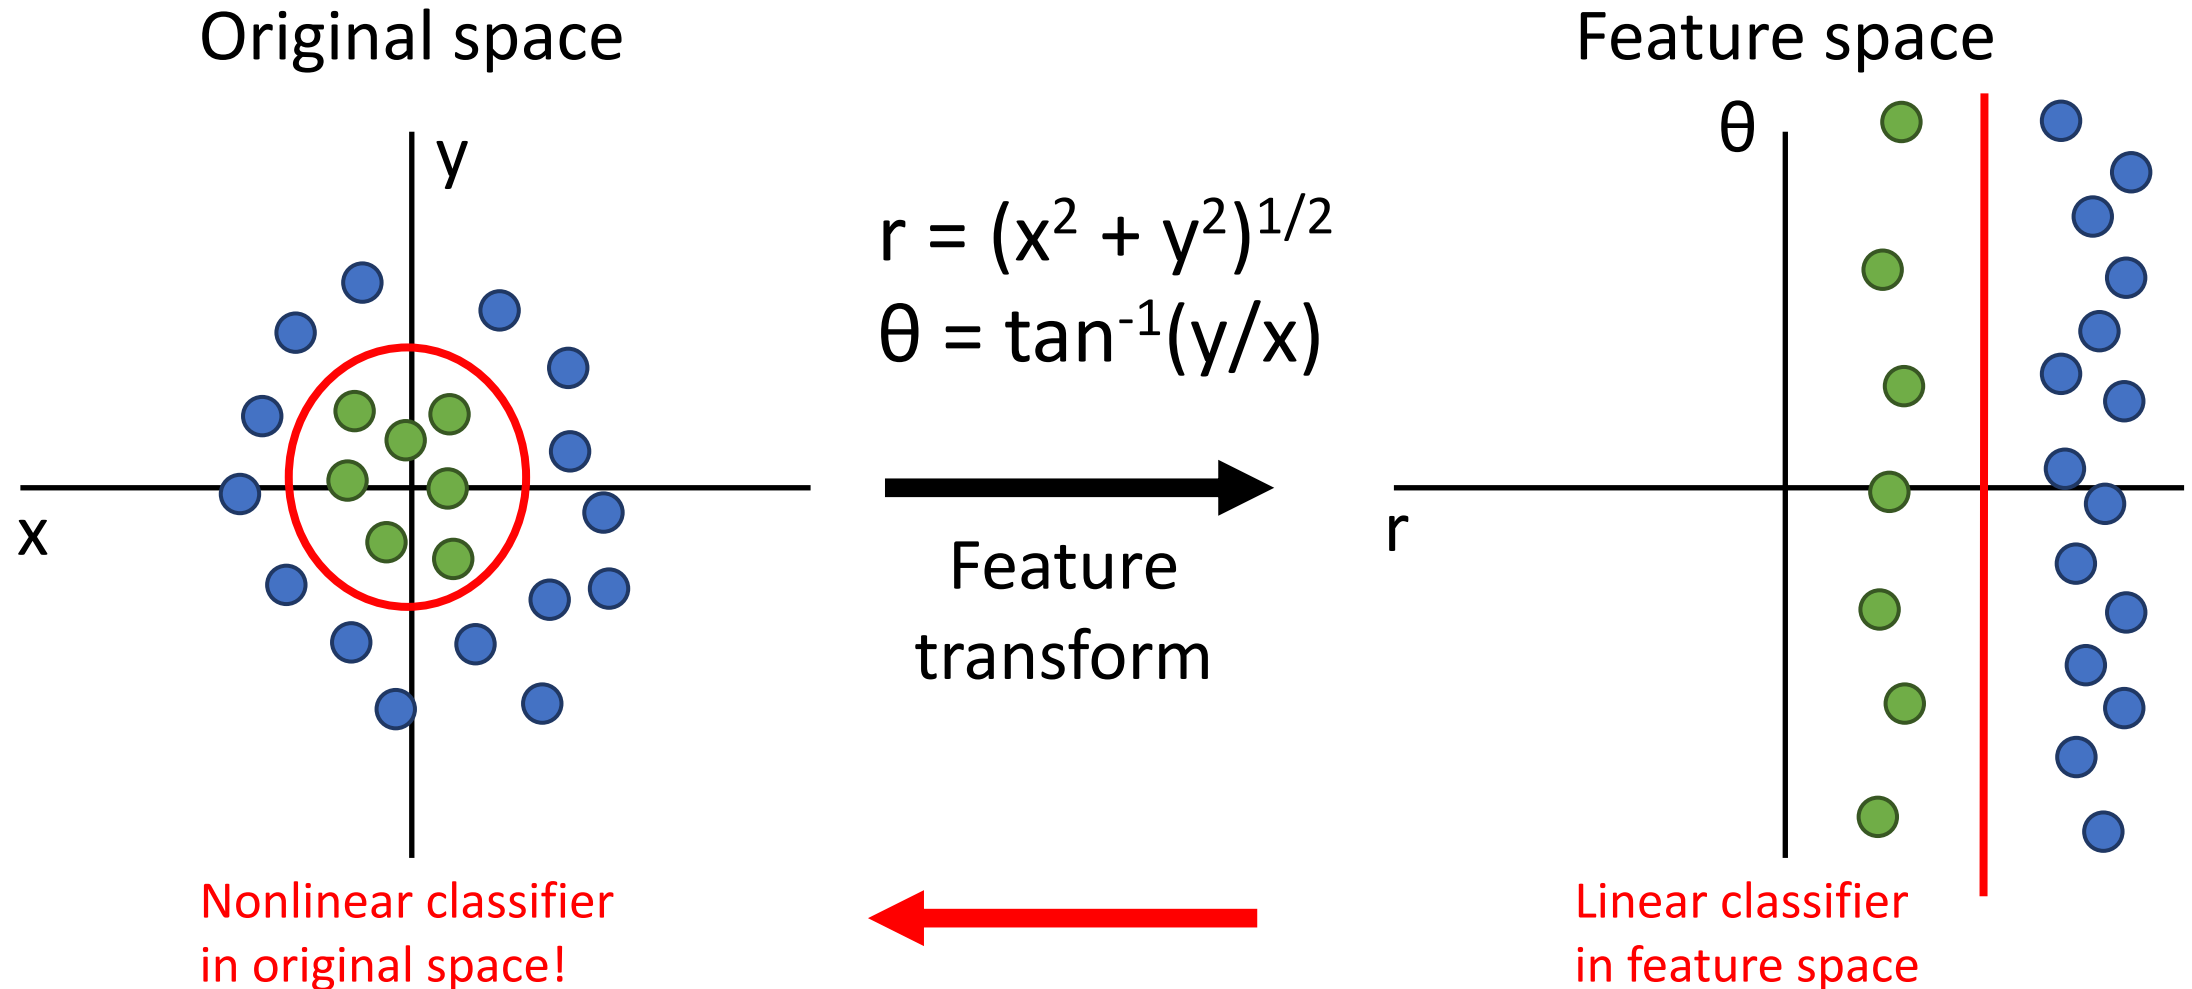 Original space
y
x
r = (x² + y²)¹/²
θ = tan⁻¹(y/x)
Feature
transform
Feature space
θ
r
Nonlinear classifier
in original space!
Linear classifier
in feature space